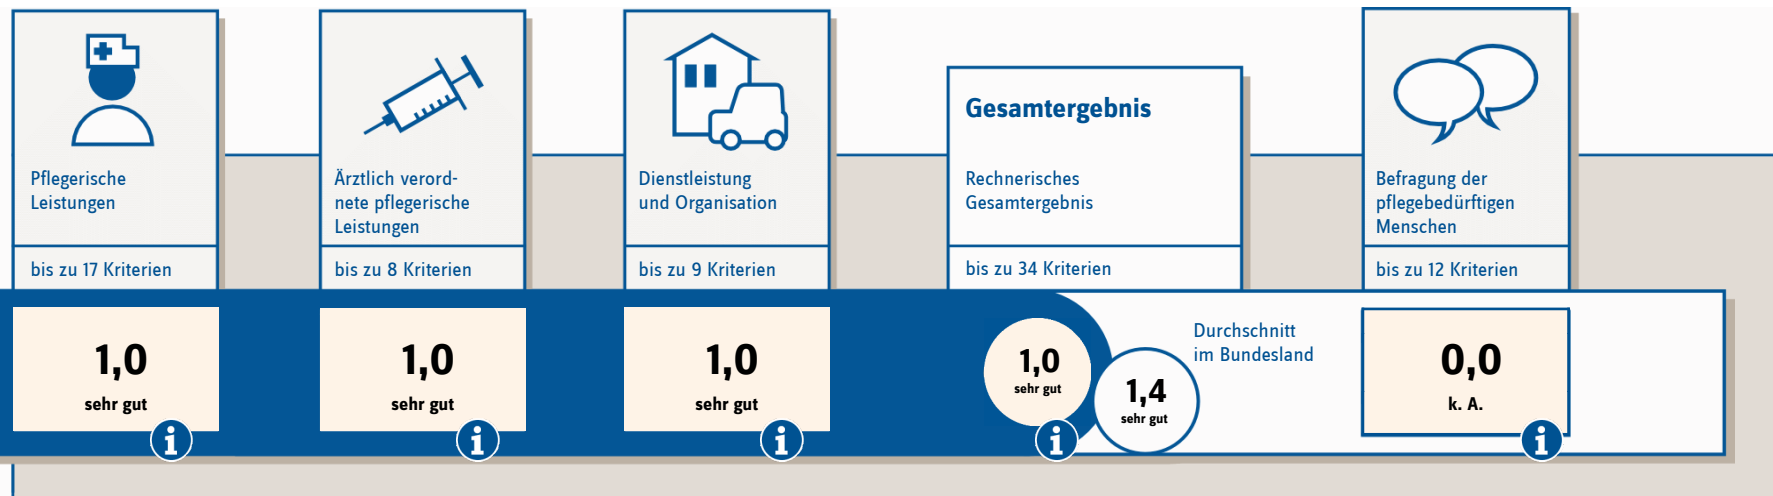 Pflegerische
Leistungen
bis zu 17 Kriterien
1,0
sehr gut
i
Ärztlich verord-
nete pflegerische
Leistungen
bis zu 8 Kriterien
1,0
sehr gut
i
Dienstleistung
und Organisation
bis zu 9 Kriterien
1,0
sehr gut
i
Gesamtergebnis
Rechnerisches
Gesamtergebnis
bis zu 34 Kriterien
1,0
sehr gut
i
1,4
sehr gut
Durchschnitt
im Bundesland
Befragung der
pflegebedürftigen
Menschen
bis zu 12 Kriterien
0,0
k. A.
i